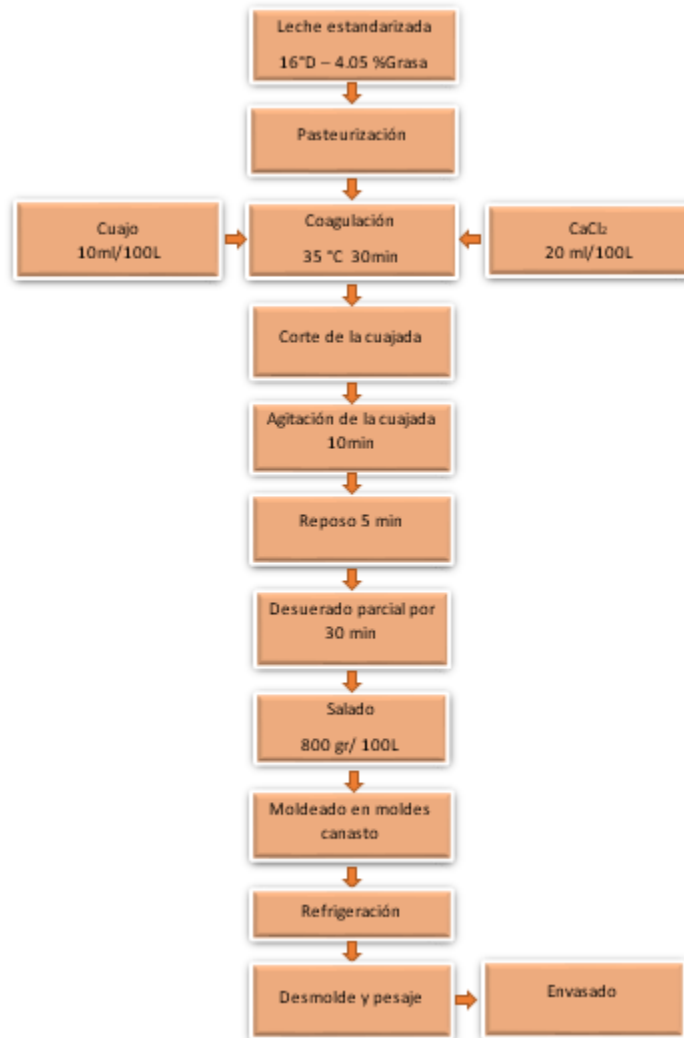 Leche estandarizada
16°D – 4.05 %Grasa
Pasteurización
Cuajo
10ml/100L
Coagulación
35 °C 30min
CaCl₂
20 ml/100L
Corte de la cuajada
Agitación de la cuajada
10min
Reposo 5 min
Desuerado parcial por
30 min
Salado
800 gr/ 100L
Moldeado en moldes
canasto
Refrigeración
Desmolde y pesaje
Envasado